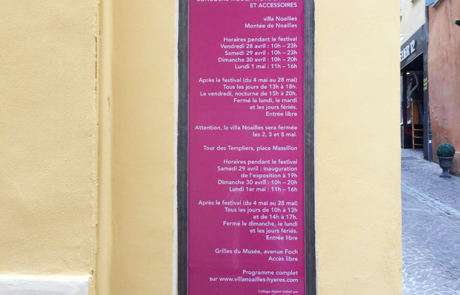 ET ACCESSOIRES
villa Noailles
Montée de Noailles
Horaires pendant le festival
Vendredi 28 avril : 10h – 23h
Samedi 29 avril : 10h – 23h
Dimanche 30 avril : 10h – 20h
Lundi 1 mai : 11h – 16h
Après le festival (du 4 mai au 28 mai)
Tous les jours de 13h à 18h.
Le vendredi, nocturne de 15h à 20h.
Fermé le lundi, le mardi
et les jours fériés.
Entrée libre
Attention, la villa Noailles sera fermée
les 2, 3 et 8 mai.
Tour des Templiers, place Massillon
Horaires pendant le festival
Samedi 29 avril : inauguration
de l'exposition à 19h
Dimanche 30 avril : 10h – 20h
Lundi 1er mai : 11h – 16h
Après le festival (du 4 mai au 28 mai)
Tous les jours de 10h à 13h
et de 14h à 17h.
Fermé le dimanche, le lundi
et les jours fériés.
Entrée libre
Grilles du Musée, avenue Foch
Accès libre
Programme complet
sur www.villanoailles-hyeres.com